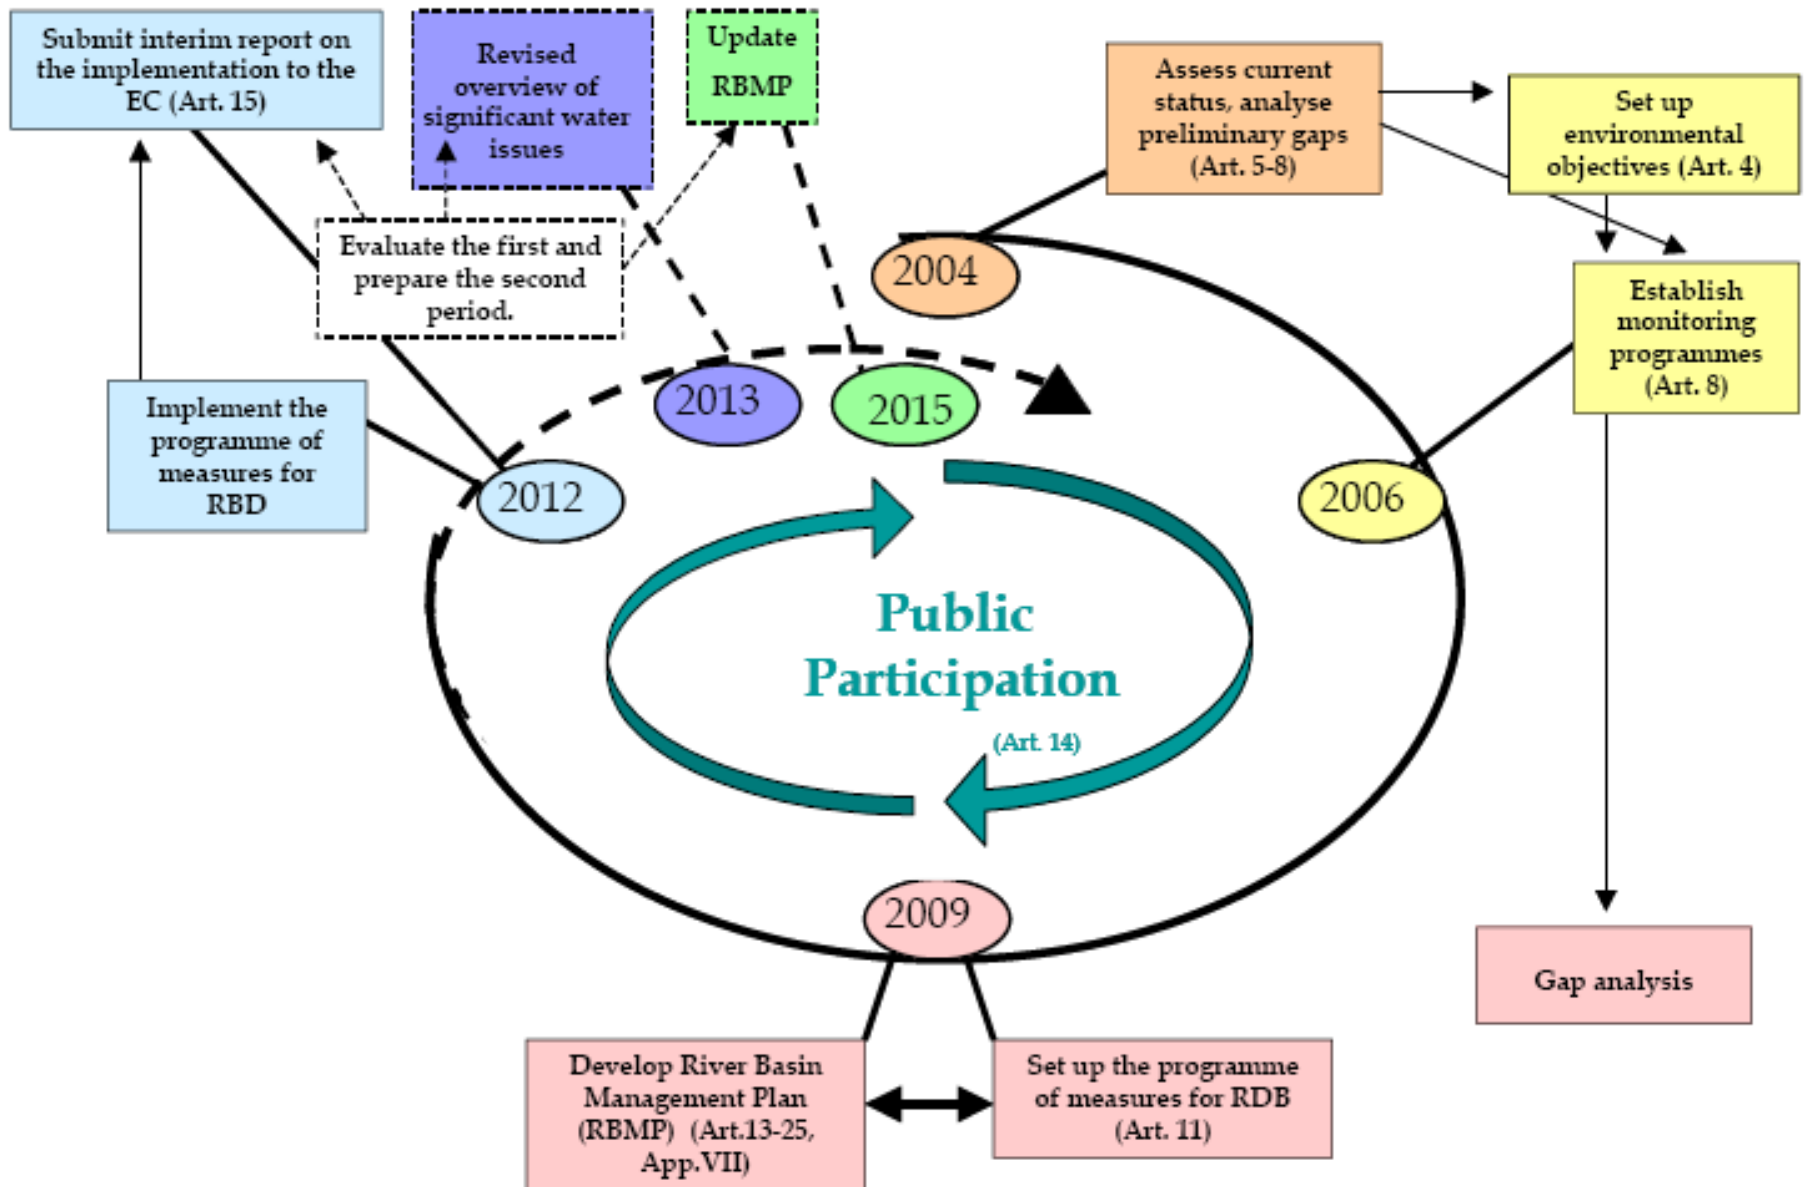 Submit interim report on
the implementation to the
EC (Art. 15)
Revised
overview of
significant water
issues
Update
RBMP
Assess current
status, analyse
preliminary gaps
(Art. 5-8)
Set up
environmental
objectives (Art. 4)
Evaluate the first and
prepare the second
period.
2004
Establish
monitoring
programmes
(Art. 8)
Implement the
programme of
measures for
RBD
2013
2015
2012
2006
Public
Participation
(Art. 14)
2009
Gap analysis
Develop River Basin
Management Plan
(RBMP) (Art.13-25,
App.VII)
Set up the programme
of measures for RDB
(Art. 11)